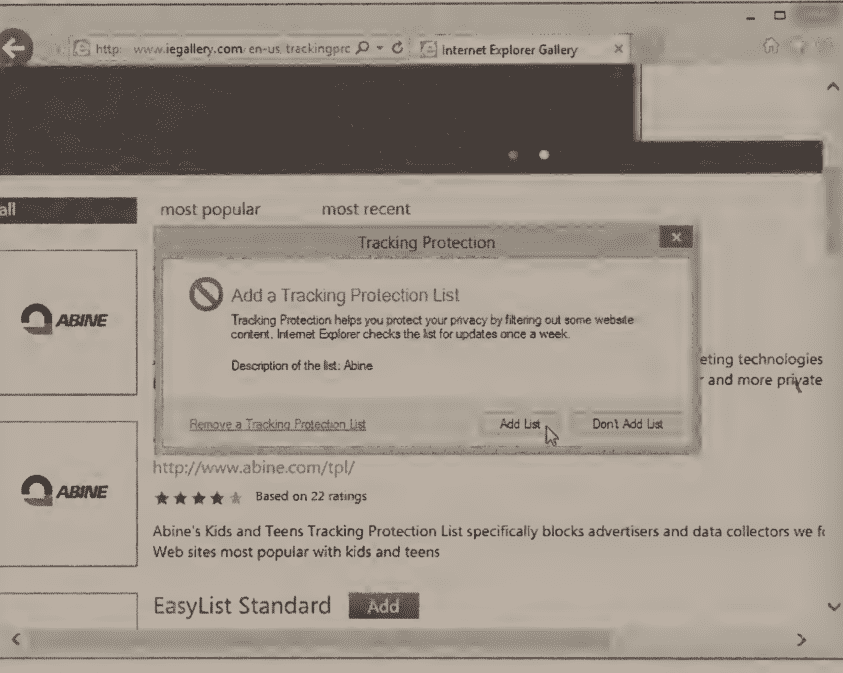 http: www.iegallery.com/en-us trackingprc
Internet Explorer Gallery
all
most popular
most recent
Tracking Protection
Add a Tracking Protection List
ABINE
Tracking Protection helps you protect your privacy by filtering out some website
content. Internet Explorer checks the list for updates once a week.
Description of the list: Abine
eting technologies
and more private
Remove a Tracking Protection List
Add List
Don't Add List
http://www.abine.com/tpl/
ABINE
Based on 22 ratings
Abine's Kids and Teens Tracking Protection List specifically blocks advertisers and data collectors we fo
Web sites most popular with kids and teens
EasyList Standard
Add